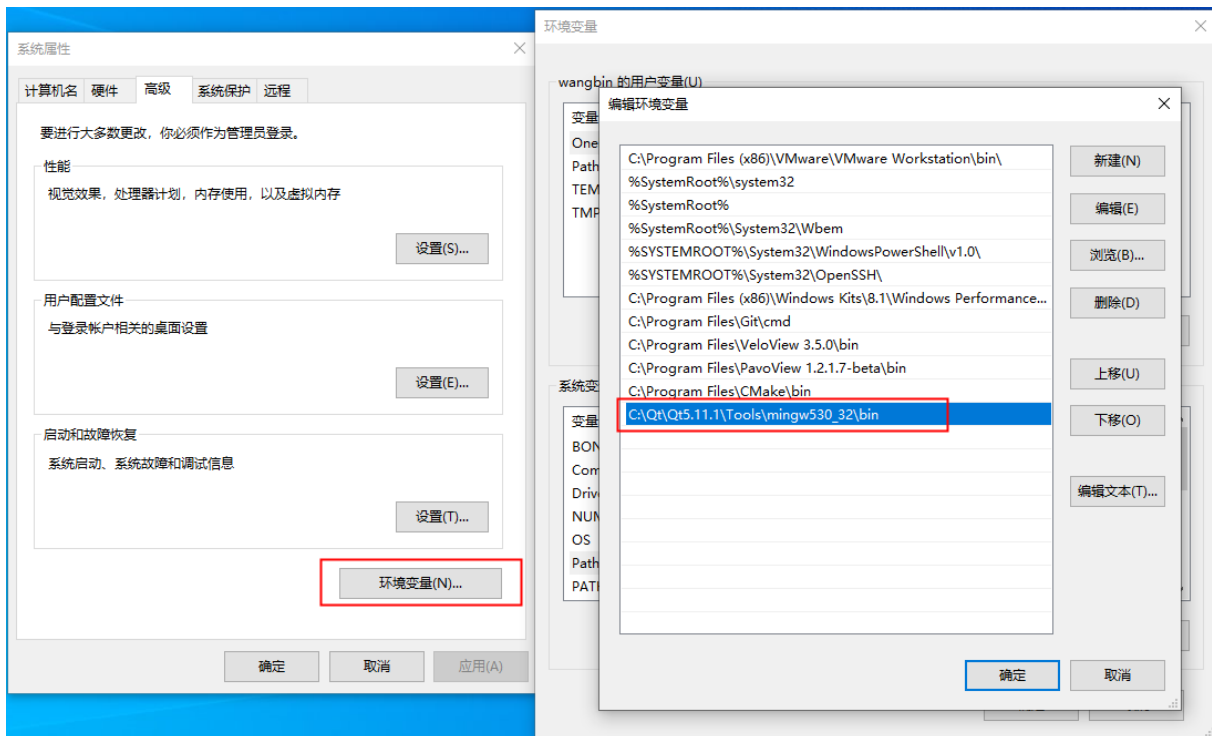 系统属性
计算机名 硬件 高级 系统保护 远程
要进行大多数更改，你必须作为管理员登录。
性能
视觉效果，处理器计划，内存使用，以及虚拟内存
设置(S)...
用户配置文件
与登录帐户相关的桌面设置
设置(E)...
启动和故障恢复
系统启动、系统故障和调试信息
设置(T)...
环境变量(N)...
确定 取消 应用(A)
环境变量
wangbin 的用户变量(U)
变量
One
Path
TEM
TMP
系统变
变量
BON
Com
Driv
NUM
OS
Path
PATH
编辑环境变量
C:\Program Files (x86)\VMware\VMware Workstation\bin\
%SystemRoot%\system32
%SystemRoot%
%SystemRoot%\System32\Wbem
%SYSTEMROOT%\System32\WindowsPowerShell\v1.0\
%SYSTEMROOT%\System32\OpenSSH\
C:\Program Files (x86)\Windows Kits\8.1\Windows Performance...
C:\Program Files\Git\cmd
C:\Program Files\VeloView 3.5.0\bin
C:\Program Files\PavoView 1.2.1.7-beta\bin
C:\Program Files\CMake\bin
C:\Qt\Qt5.11.1\Tools\mingw530_32\bin
新建(N)
编辑(E)
浏览(B)...
删除(D)
上移(U)
下移(O)
编辑文本(T)...
确定 取消